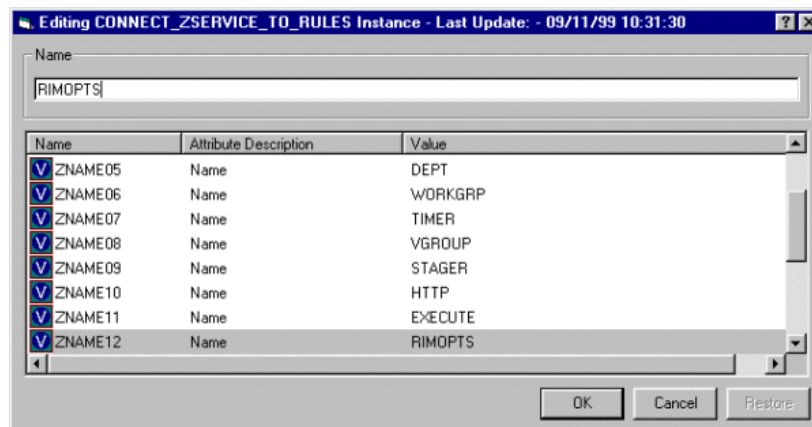 Editing CONNECT_ZSERVICE_TO_RULES Instance - Last Update: - 09/11/99 10:31:30
Name
RIMOPTS
Name Attribute Description Value
V ZNAME05 Name DEPT
V ZNAME06 Name WORKGRP
V ZNAME07 Name TIMER
V ZNAME08 Name VGROUP
V ZNAME09 Name STAGER
V ZNAME10 Name HTTP
V ZNAME11 Name EXECUTE
V ZNAME12 Name RIMOPTS
OK Cancel Restore